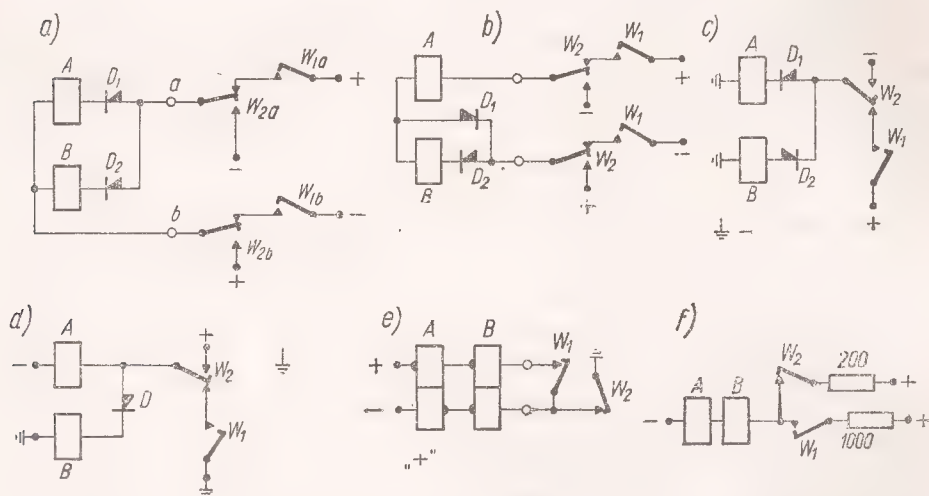 a)
A
D₁
a
W₁a
+
W₂a
B
D₂
-
b
W₁b
-
W₂b
+
b)
A
W₂
W₁
+
-
D₁
W₁
-
B
D₂
W₂
+
c)
A
D₁
-
W₂
D₂
W₁
B
-
+
d)
A
+
-
W₂
D
W₁
B
e)
A
B
W₁
+
W₂
-
"+"
f)
W₂
200
+
A
B
-
W₁
1000
+